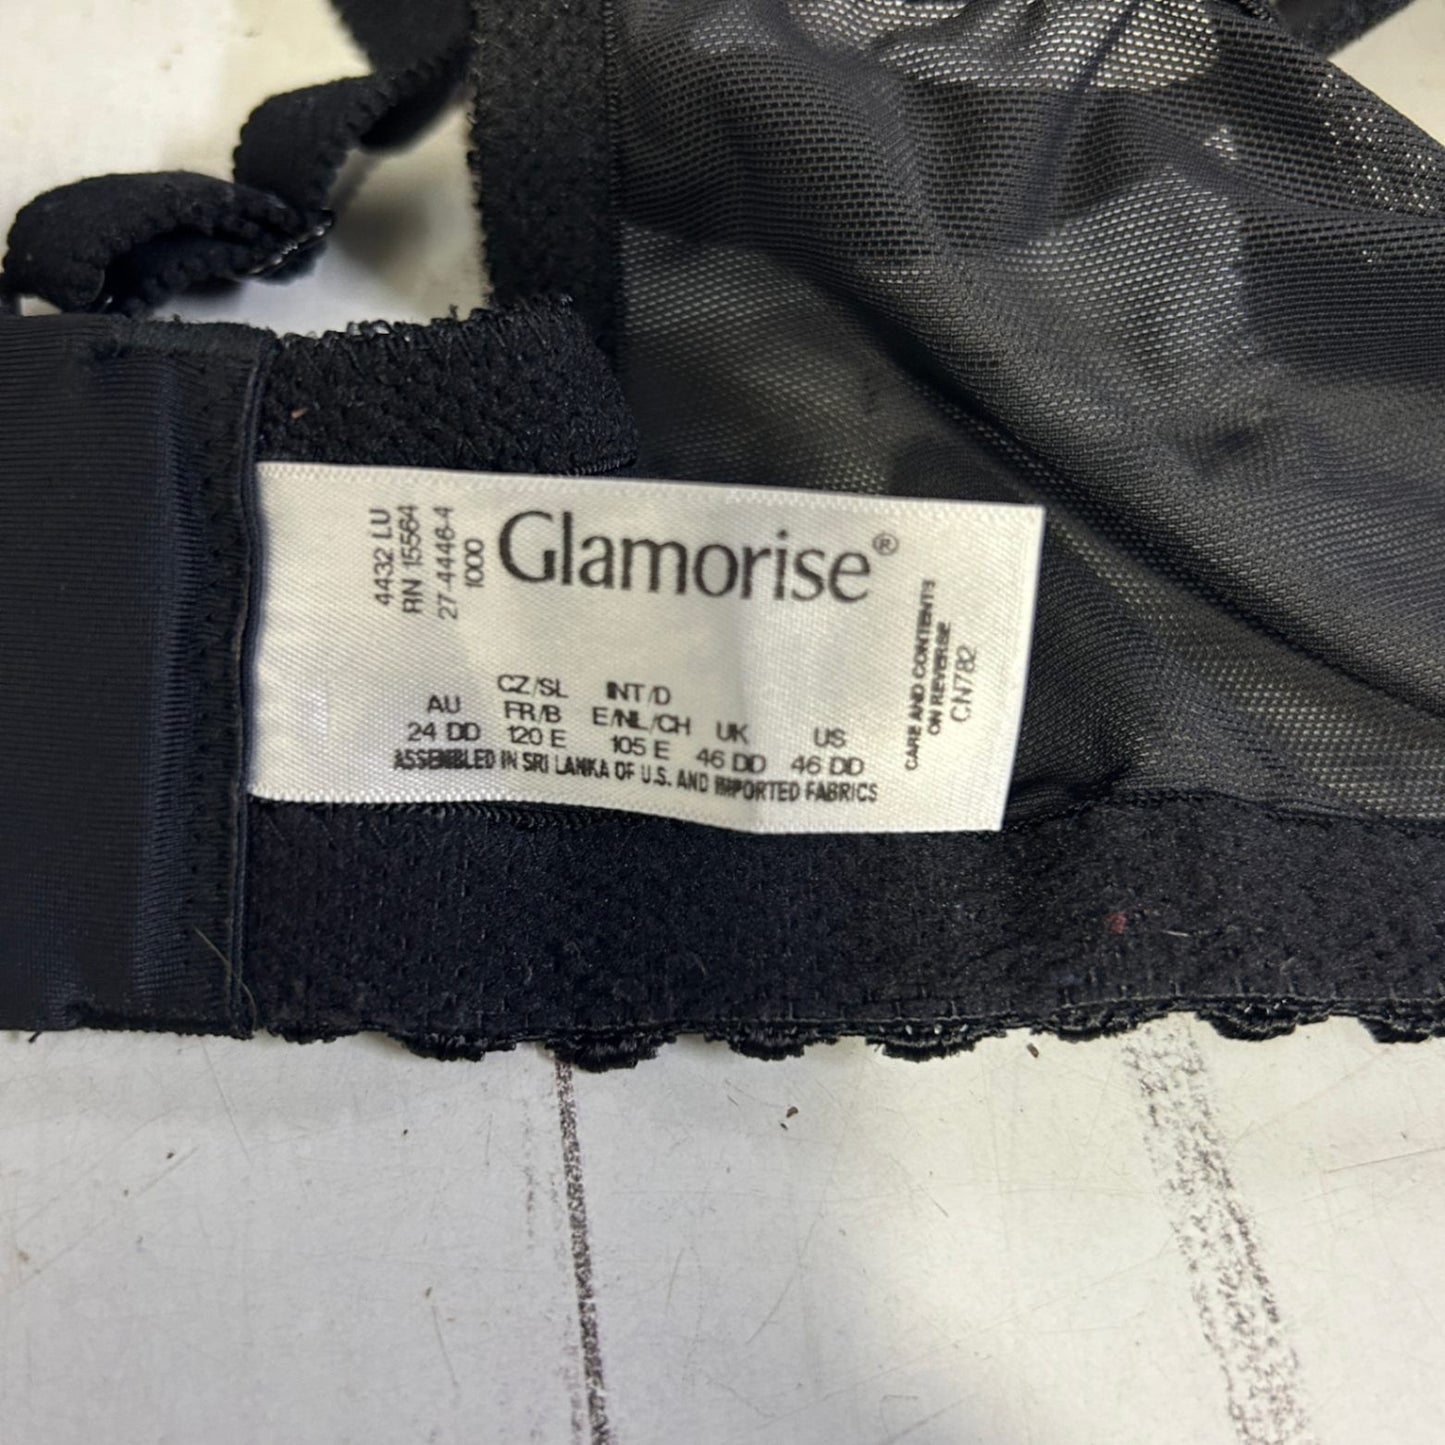 4432 LU
RN 15564
27-4446-4
1000
Glamorise®
AU
24 DD
CZ/SL
FR/B
120 E
INT/D
E/NL/CH
105 E
UK
46 DD
US
46 DD
ASSEMBLED IN SRI LANKA OF U.S. AND IMPORTED FABRICS
CARE AND CONTENTS
ON REVERSE
CN782